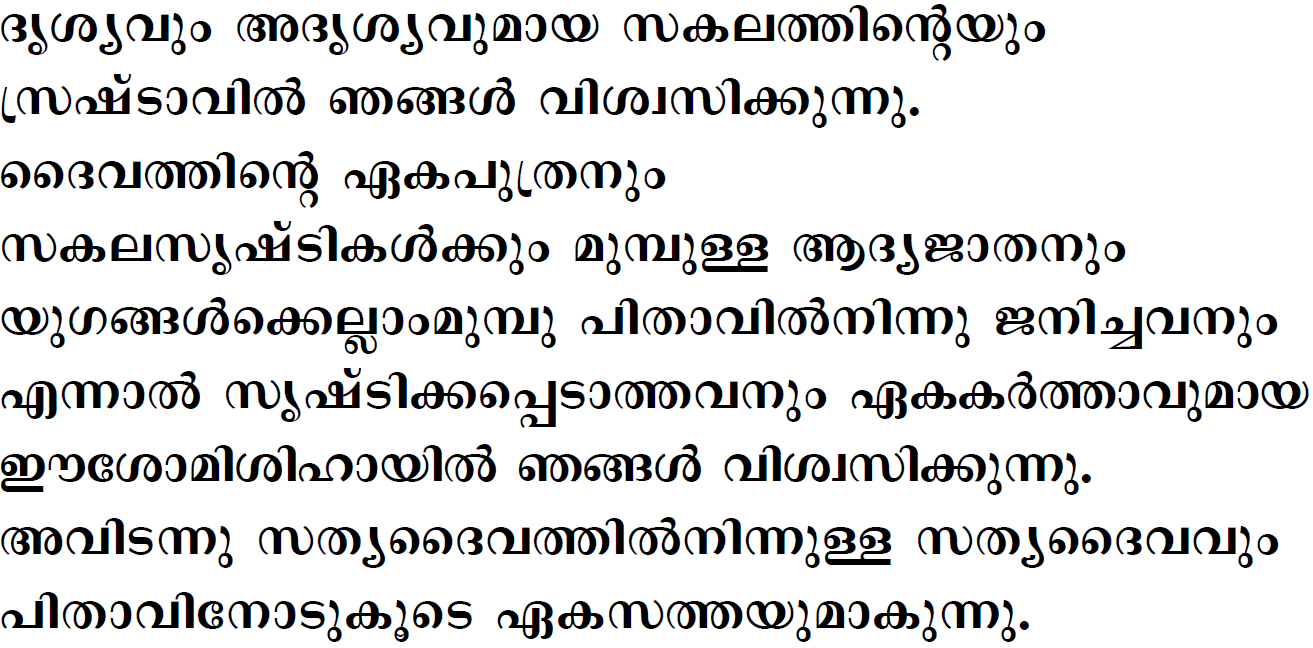 ദൃശ്യവും അദൃശ്യവുമായ സകലത്തിന്റെയും
സ്രഷ്ടാവിൽ ഞങ്ങൾ വിശ്വസിക്കുന്നു.
ദൈവത്തിന്റെ ഏകപുത്രനും
സകലസൃഷ്ടികൾക്കും മുമ്പുള്ള ആദ്യജാതനും
യുഗങ്ങൾക്കെല്ലാംമുമ്പു പിതാവിൽനിന്നു ജനിച്ചവനും
എന്നാൽ സൃഷ്ടിക്കപ്പെടാത്തവനും ഏകകർത്താവുമായ
ഈശോമിശിഹായിൽ ഞങ്ങൾ വിശ്വസിക്കുന്നു.
അവിടന്നു സത്യദൈവത്തിൽനിന്നുള്ള സത്യദൈവവും
പിതാവിനോടുകൂടെ ഏകസത്തയുമാകുന്നു.